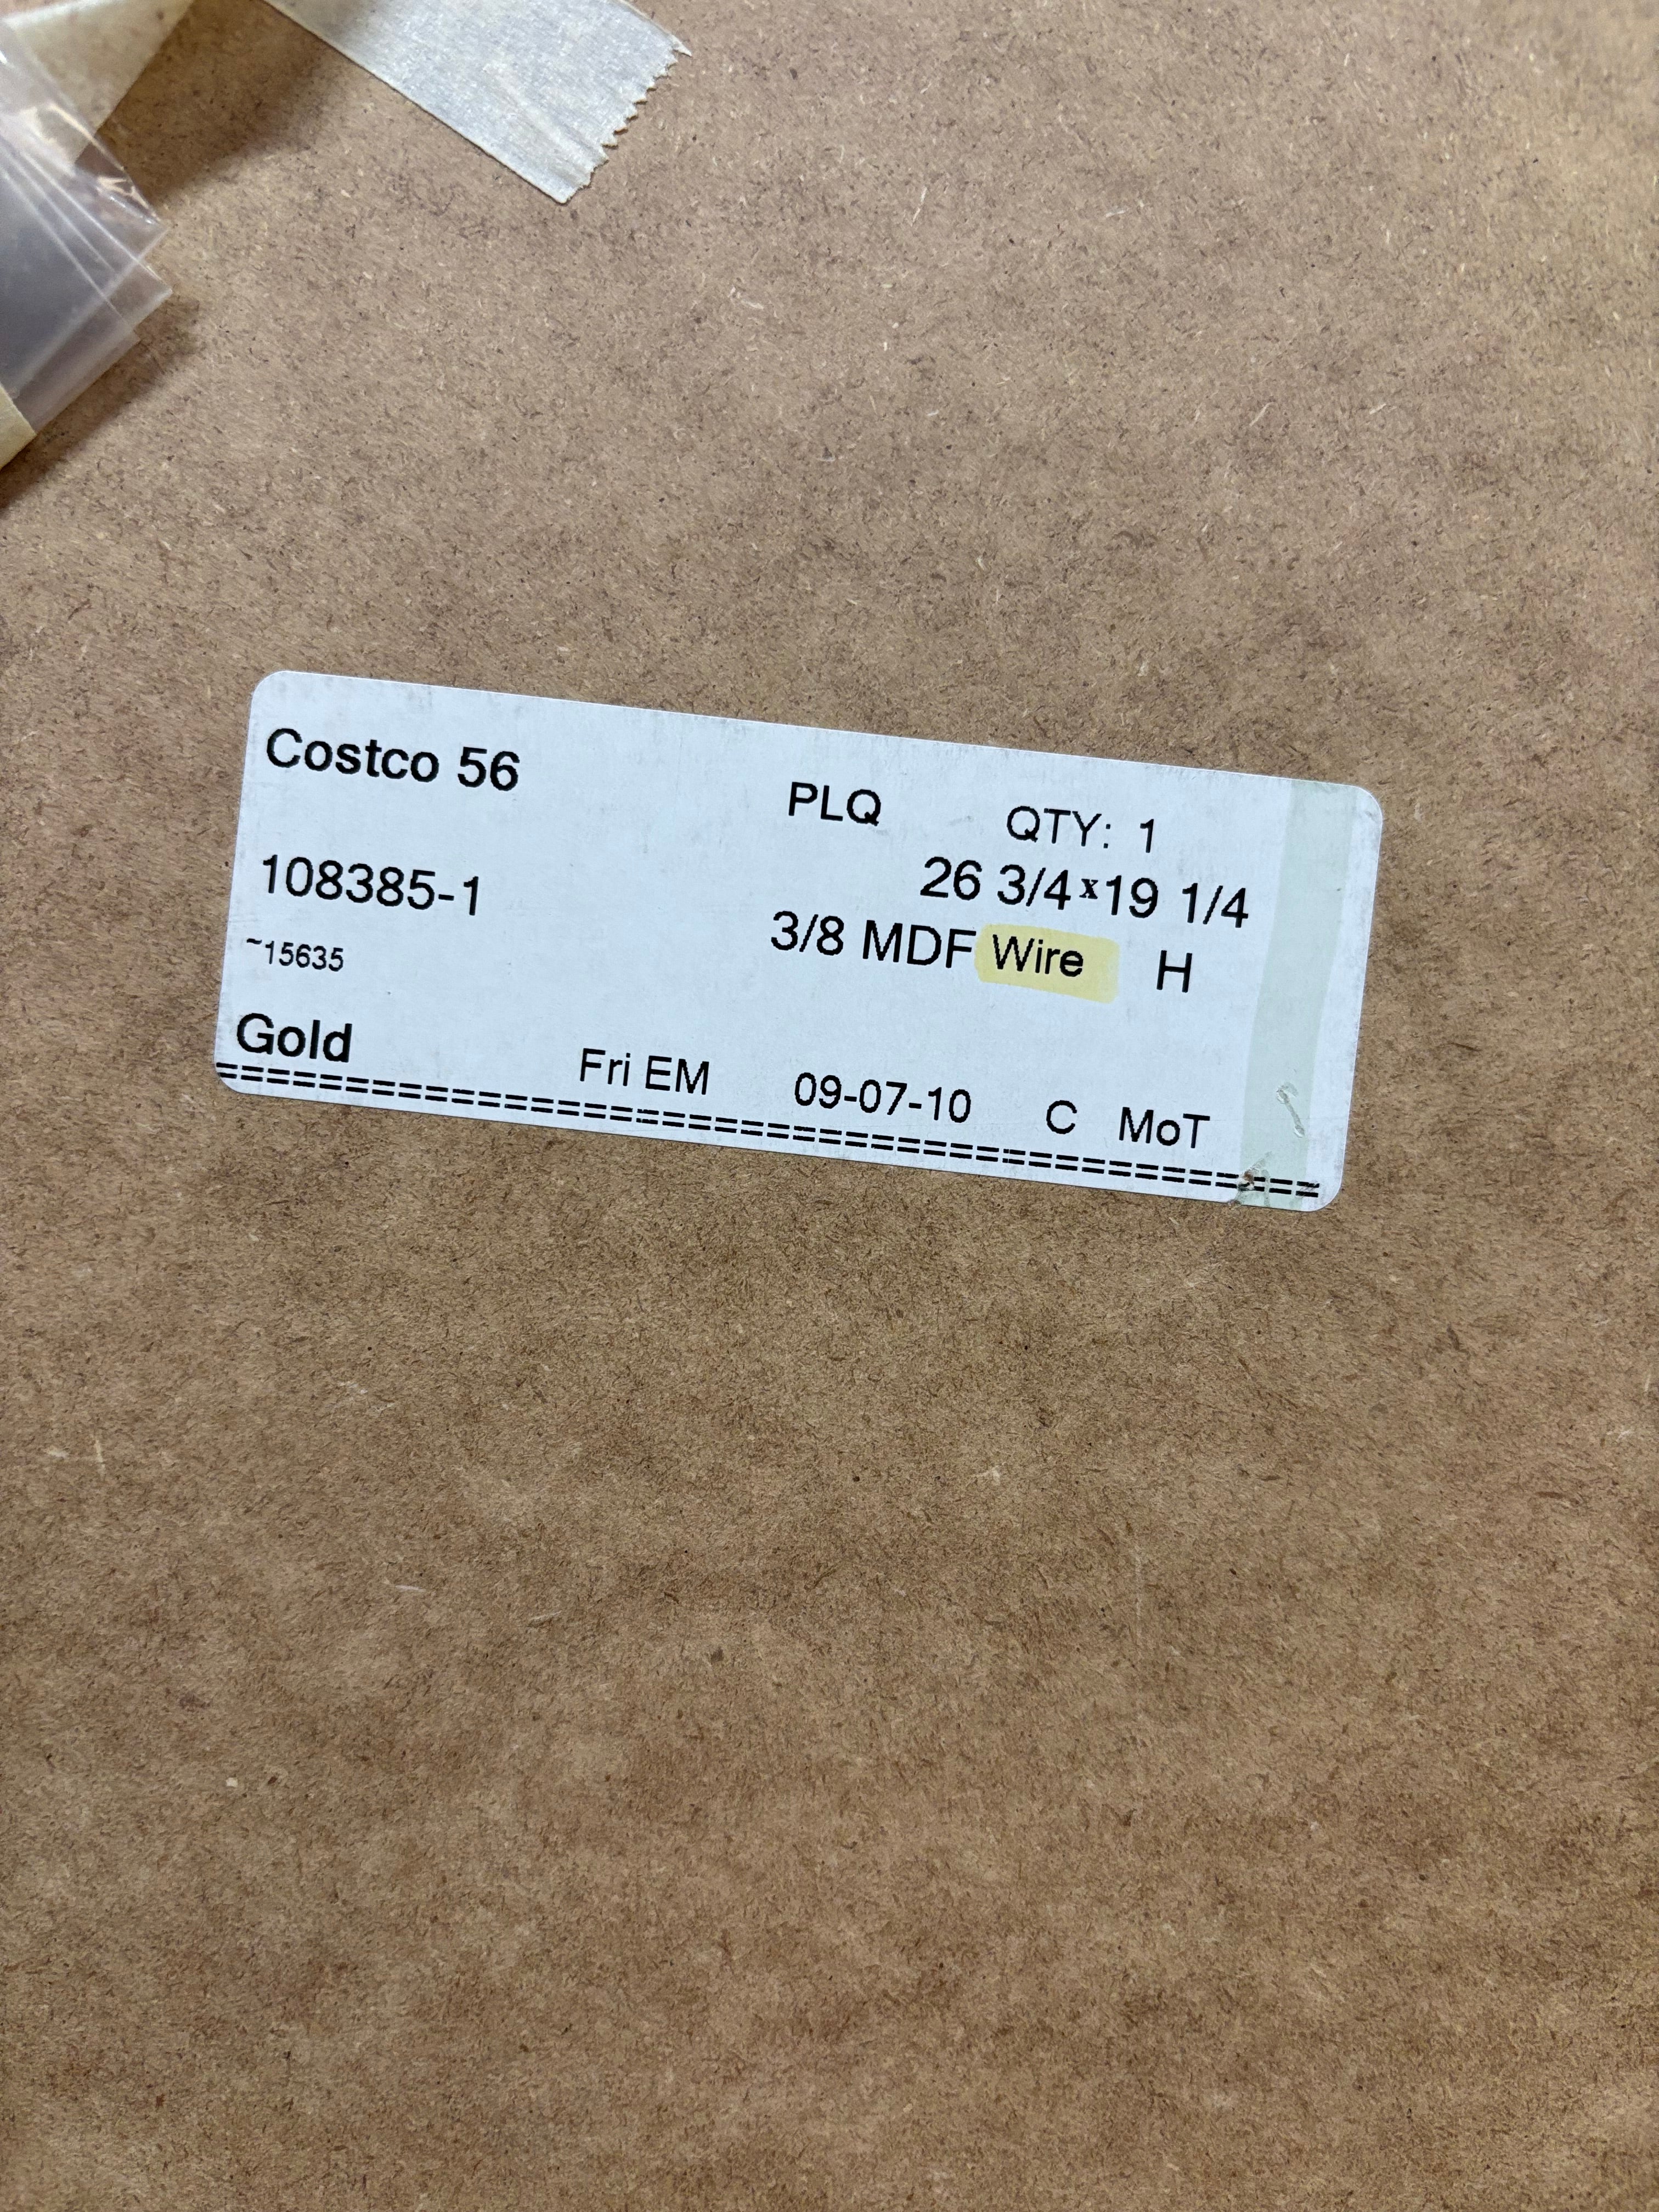 Costco 56 PLQ QTY: 1
26 3/4 x 19 1/4
108385-1 3/8 MDF Wire H
~15635
Gold Fri EM 09-07-10 C MoT
==========================================